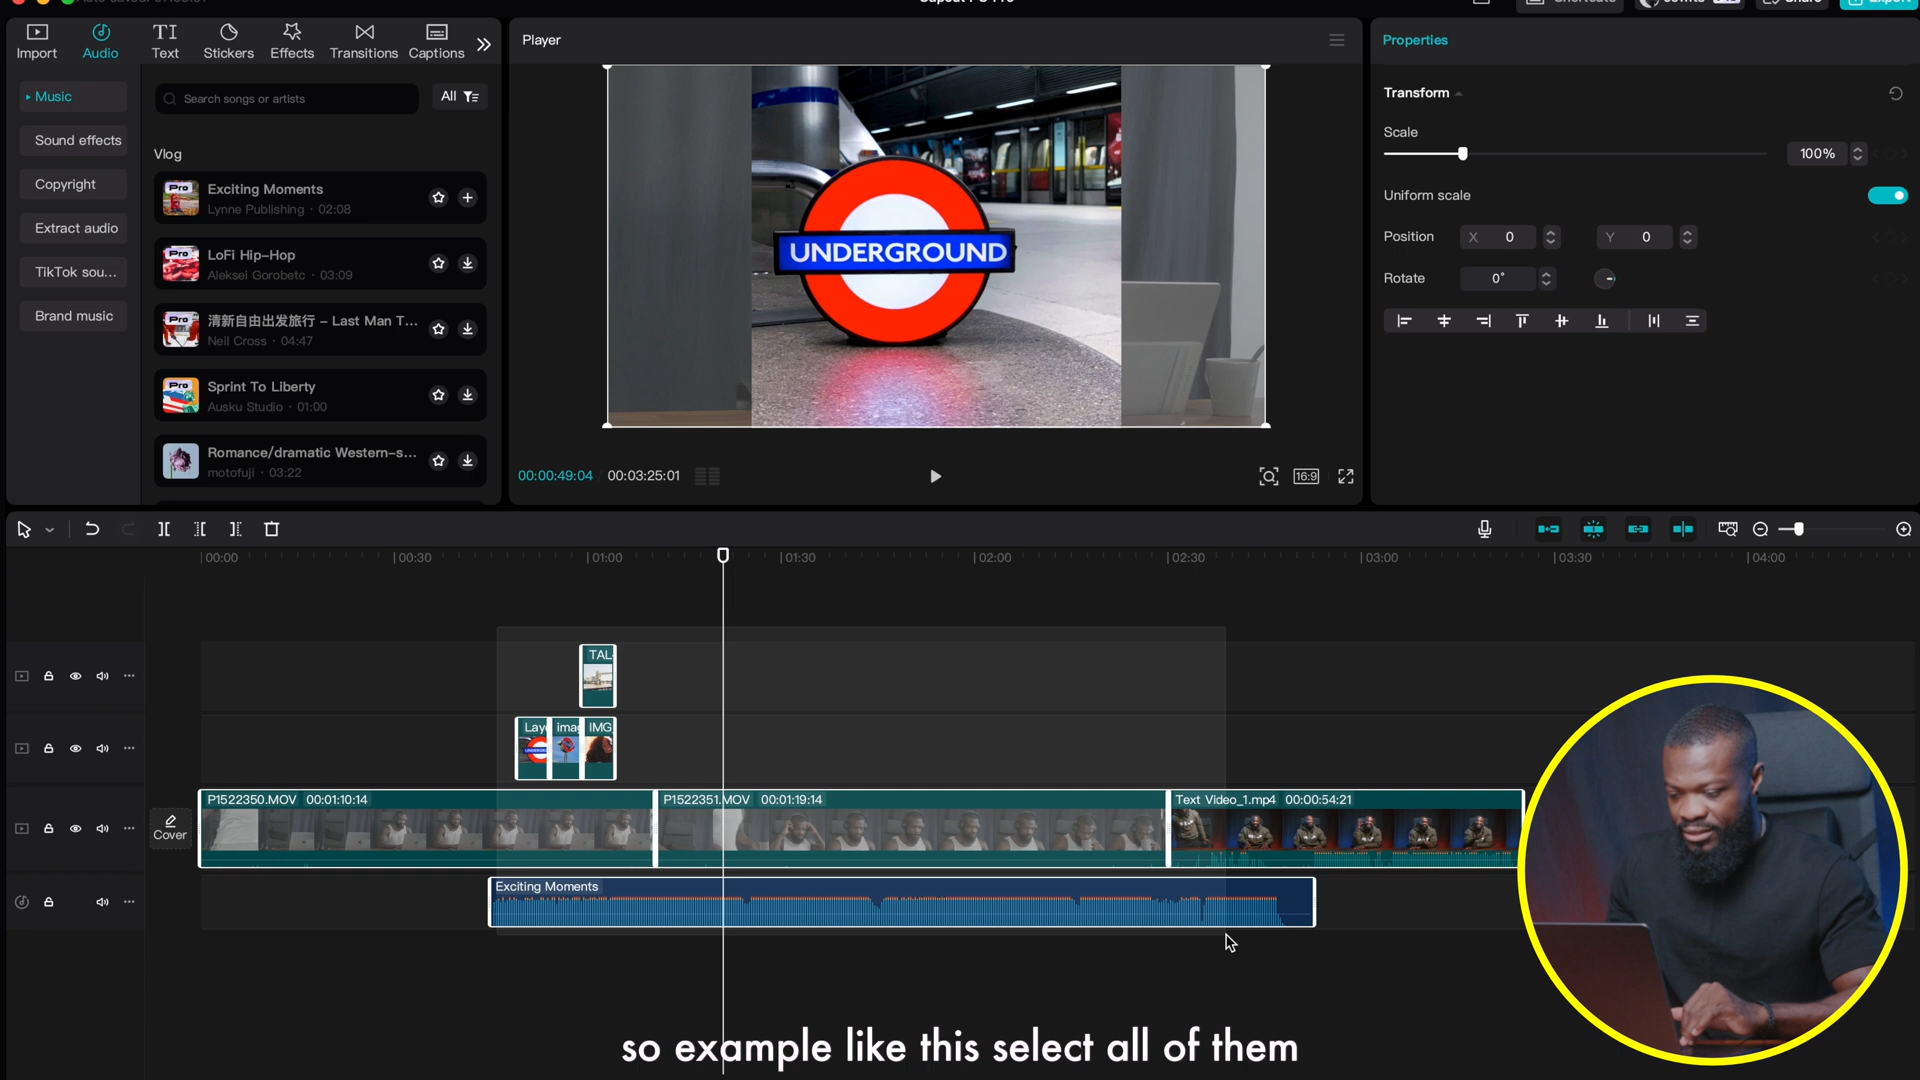 Import
Audio
Text
Stickers
Effects
Transitions
Captions
Music
Sound effects
Copyright
Extract audio
TikTok sou...
Brand music
Search songs or artists
All
Vlog
Pro
Exciting Moments
Lynne Publishing · 02:08
Pro
LoFi Hip-Hop
Aleksei Gorobetc · 03:09
Pro
清新自由出发旅行 - Last Man T...
Neil Cross · 04:47
Pro
Sprint To Liberty
Ausku Studio · 01:00
Romance/dramatic Western-s...
motofuji · 03:22
Player
UNDERGROUND
00:00:49:04
00:03:25:01
16:9
Properties
Transform
Scale
100%
Uniform scale
Position
X 0
Y 0
Rotate
0°
00:00
00:30
01:00
01:30
02:00
02:30
03:00
03:30
04:00
TAL
Lay
ima
IMG
Cover
P1522350.MOV 00:01:10:14
P1522351.MOV 00:01:19:14
Text Video_1.mp4 00:00:54:21
Exciting Moments
so example like this select all of them